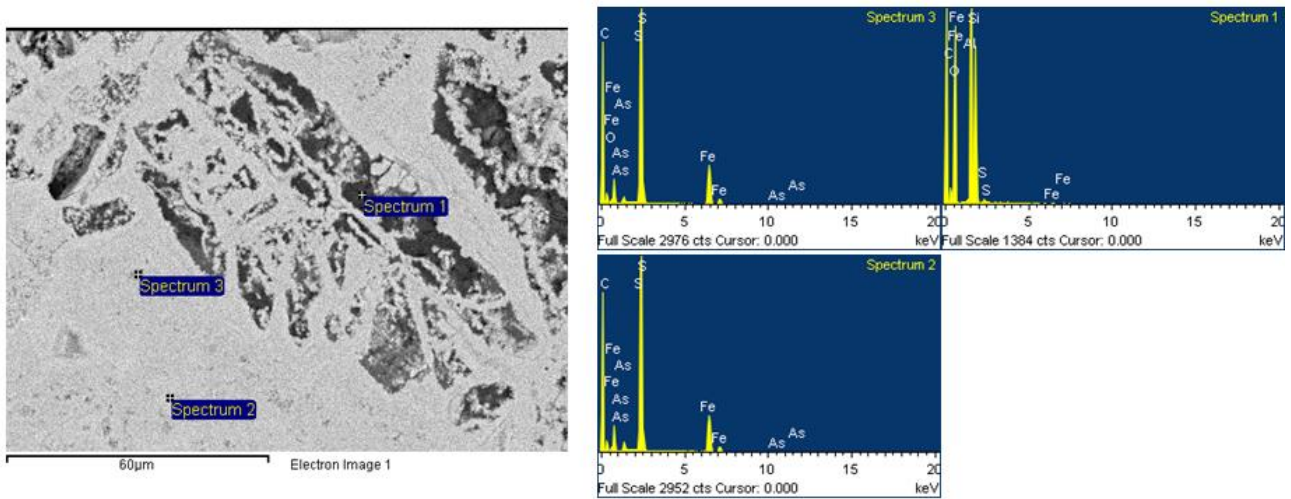 Spectrum 1
Spectrum 3
Spectrum 2
60µm
Electron Image 1
Spectrum 3
S
C
S
Fe
As
Fe
O
As
As
Fe
Fe
As
As
0 5 10 15 20
Full Scale 2976 cts Cursor: 0.000 keV
Spectrum 1
Fe Si
Fe
Al
C
O
S
S
Fe
Fe
0 5 10 15 20
Full Scale 1384 cts Cursor: 0.000 keV
Spectrum 2
S
C
S
Fe
As
Fe
As
As
Fe
Fe
As
As
0 5 10 15 20
Full Scale 2952 cts Cursor: 0.000 keV